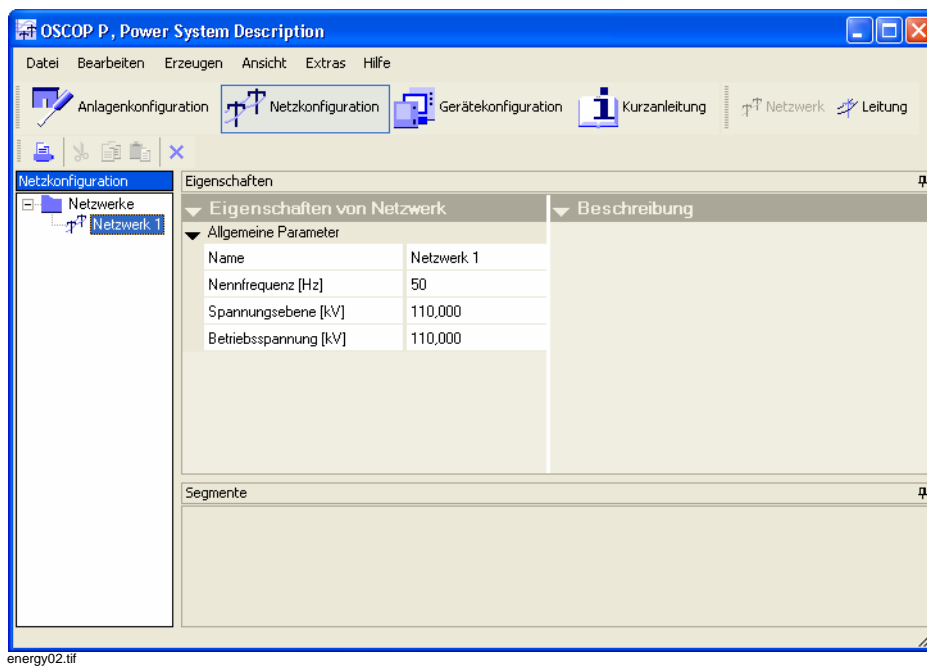 OSCOP P, Power System Description
Datei Bearbeiten Erzeugen Ansicht Extras Hilfe
Anlagenkonfiguration Netzkonfiguration Gerätekonfiguration Kurzanleitung Netzwerk Leitung
Netzkonfiguration
Netzwerke
Netzwerk 1
Eigenschaften
Eigenschaften von Netzwerk
Allgemeine Parameter
Name Netzwerk 1
Nennfrequenz [Hz] 50
Spannungsebene [kV] 110,000
Betriebsspannung [kV] 110,000
Beschreibung
Segmente
energy02.tif